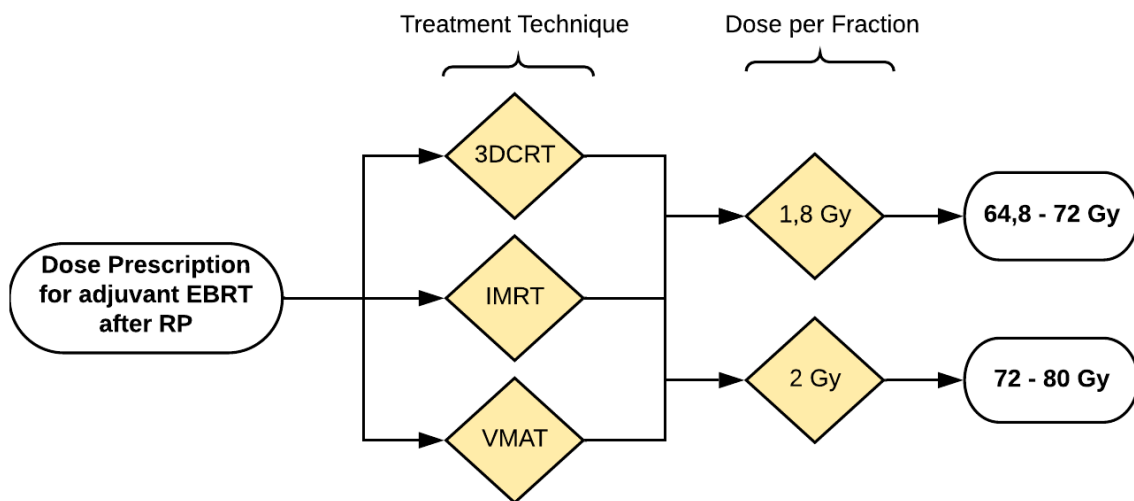 Treatment Technique
Dose per Fraction
Dose Prescription
for adjuvant EBRT
after RP
3DCRT
IMRT
VMAT
1,8 Gy
2 Gy
64,8 - 72 Gy
72 - 80 Gy